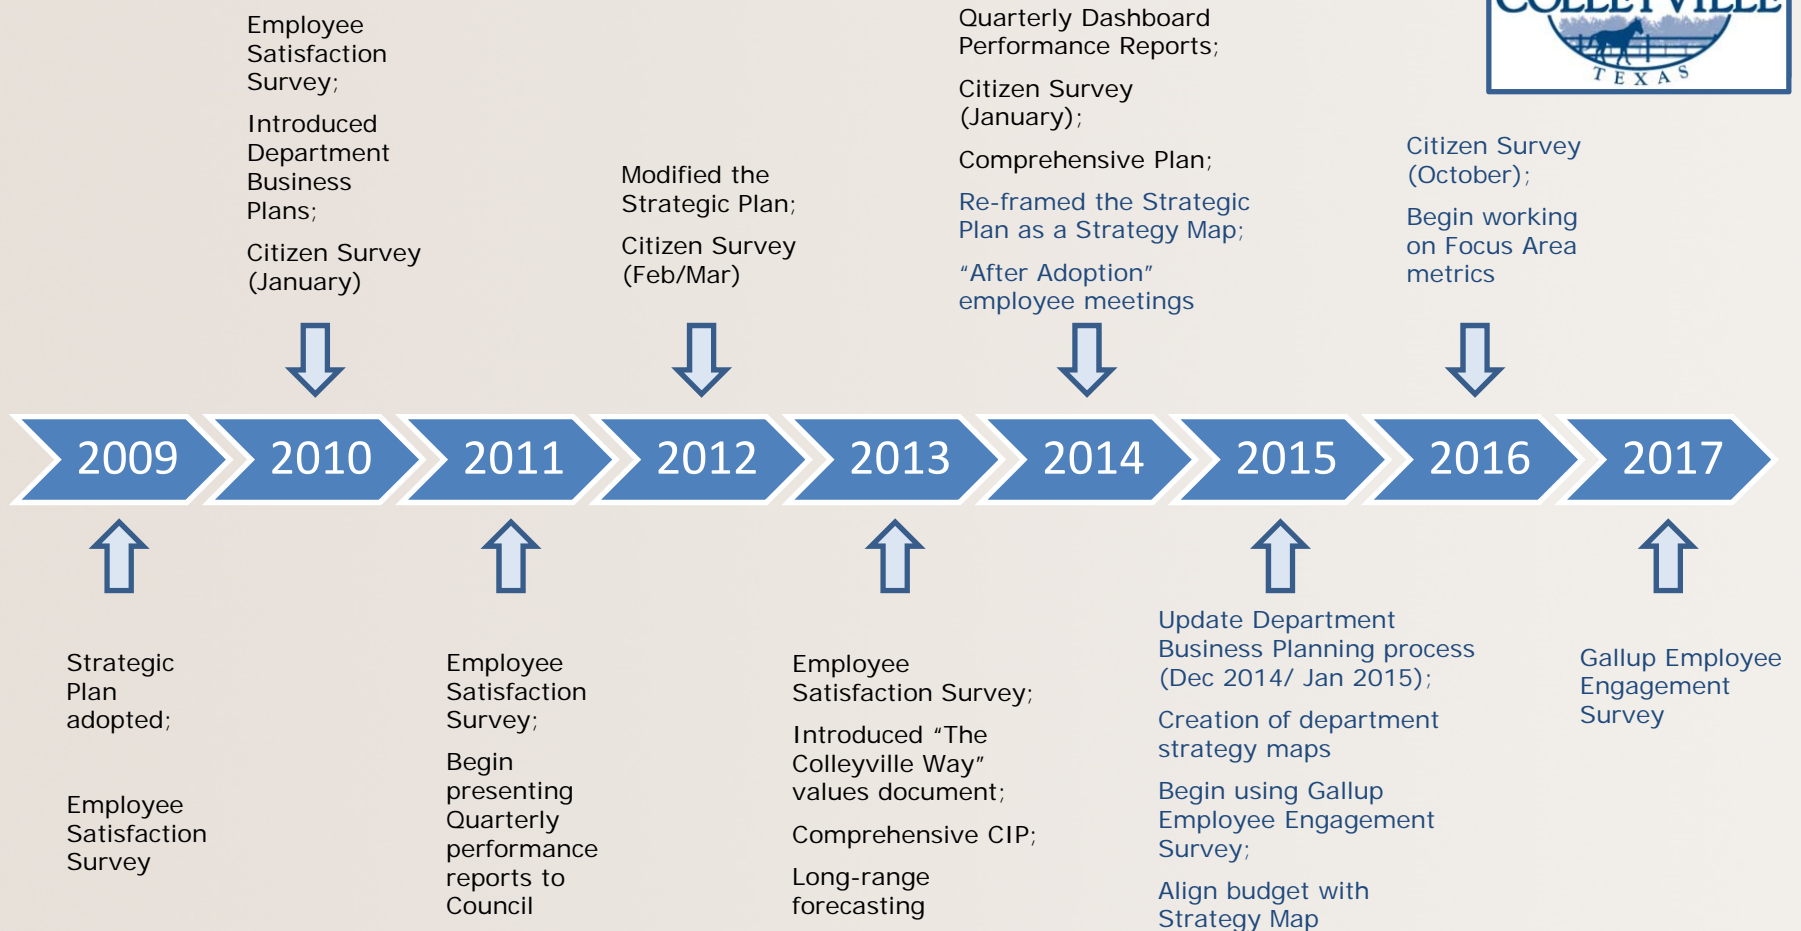 Employee
Satisfaction
Survey;
Introduced
Department
Business
Plans;
Citizen Survey
(January)
Modified the
Strategic Plan;
Citizen Survey
(Feb/Mar)
Quarterly Dashboard
Performance Reports;
Citizen Survey
(January);
Comprehensive Plan;
Re-framed the Strategic
Plan as a Strategy Map;
“After Adoption”
employee meetings
COLLEYVILLE
TEXAS
Citizen Survey
(October);
Begin working
on Focus Area
metrics
2009
2010
2011
2012
2013
2014
2015
2016
2017
Strategic
Plan
adopted;
Employee
Satisfaction
Survey
Employee
Satisfaction
Survey;
Begin
presenting
Quarterly
performance
reports to
Council
Employee
Satisfaction Survey;
Introduced “The
Colleyville Way”
values document;
Comprehensive CIP;
Long-range
forecasting
Update Department
Business Planning process
(Dec 2014/ Jan 2015);
Creation of department
strategy maps
Begin using Gallup
Employee Engagement
Survey;
Align budget with
Strategy Map
Gallup Employee
Engagement
Survey